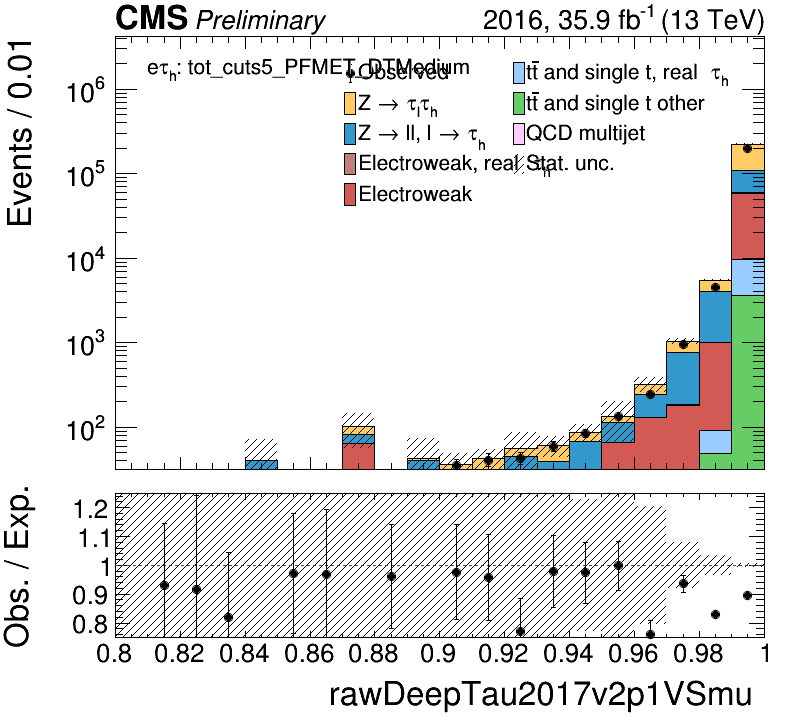 CMS Preliminary 2016, 35.9 fb⁻¹ (13 TeV)
eτh: tot_cuts5_PFMET_DTMedium
Observed
Z → τlτh
Z → ll, l → τh
Electroweak, real τh
Electroweak
tt̄ and single t, real τh
tt̄ and single t other
QCD multijet
Stat. unc.
Events / 0.01
10⁶
10⁵
10⁴
10³
10²
Obs. / Exp.
1.2
1.1
1
0.9
0.8
0.8 0.82 0.84 0.86 0.88 0.9 0.92 0.94 0.96 0.98 1
rawDeepTau2017v2p1VSmu